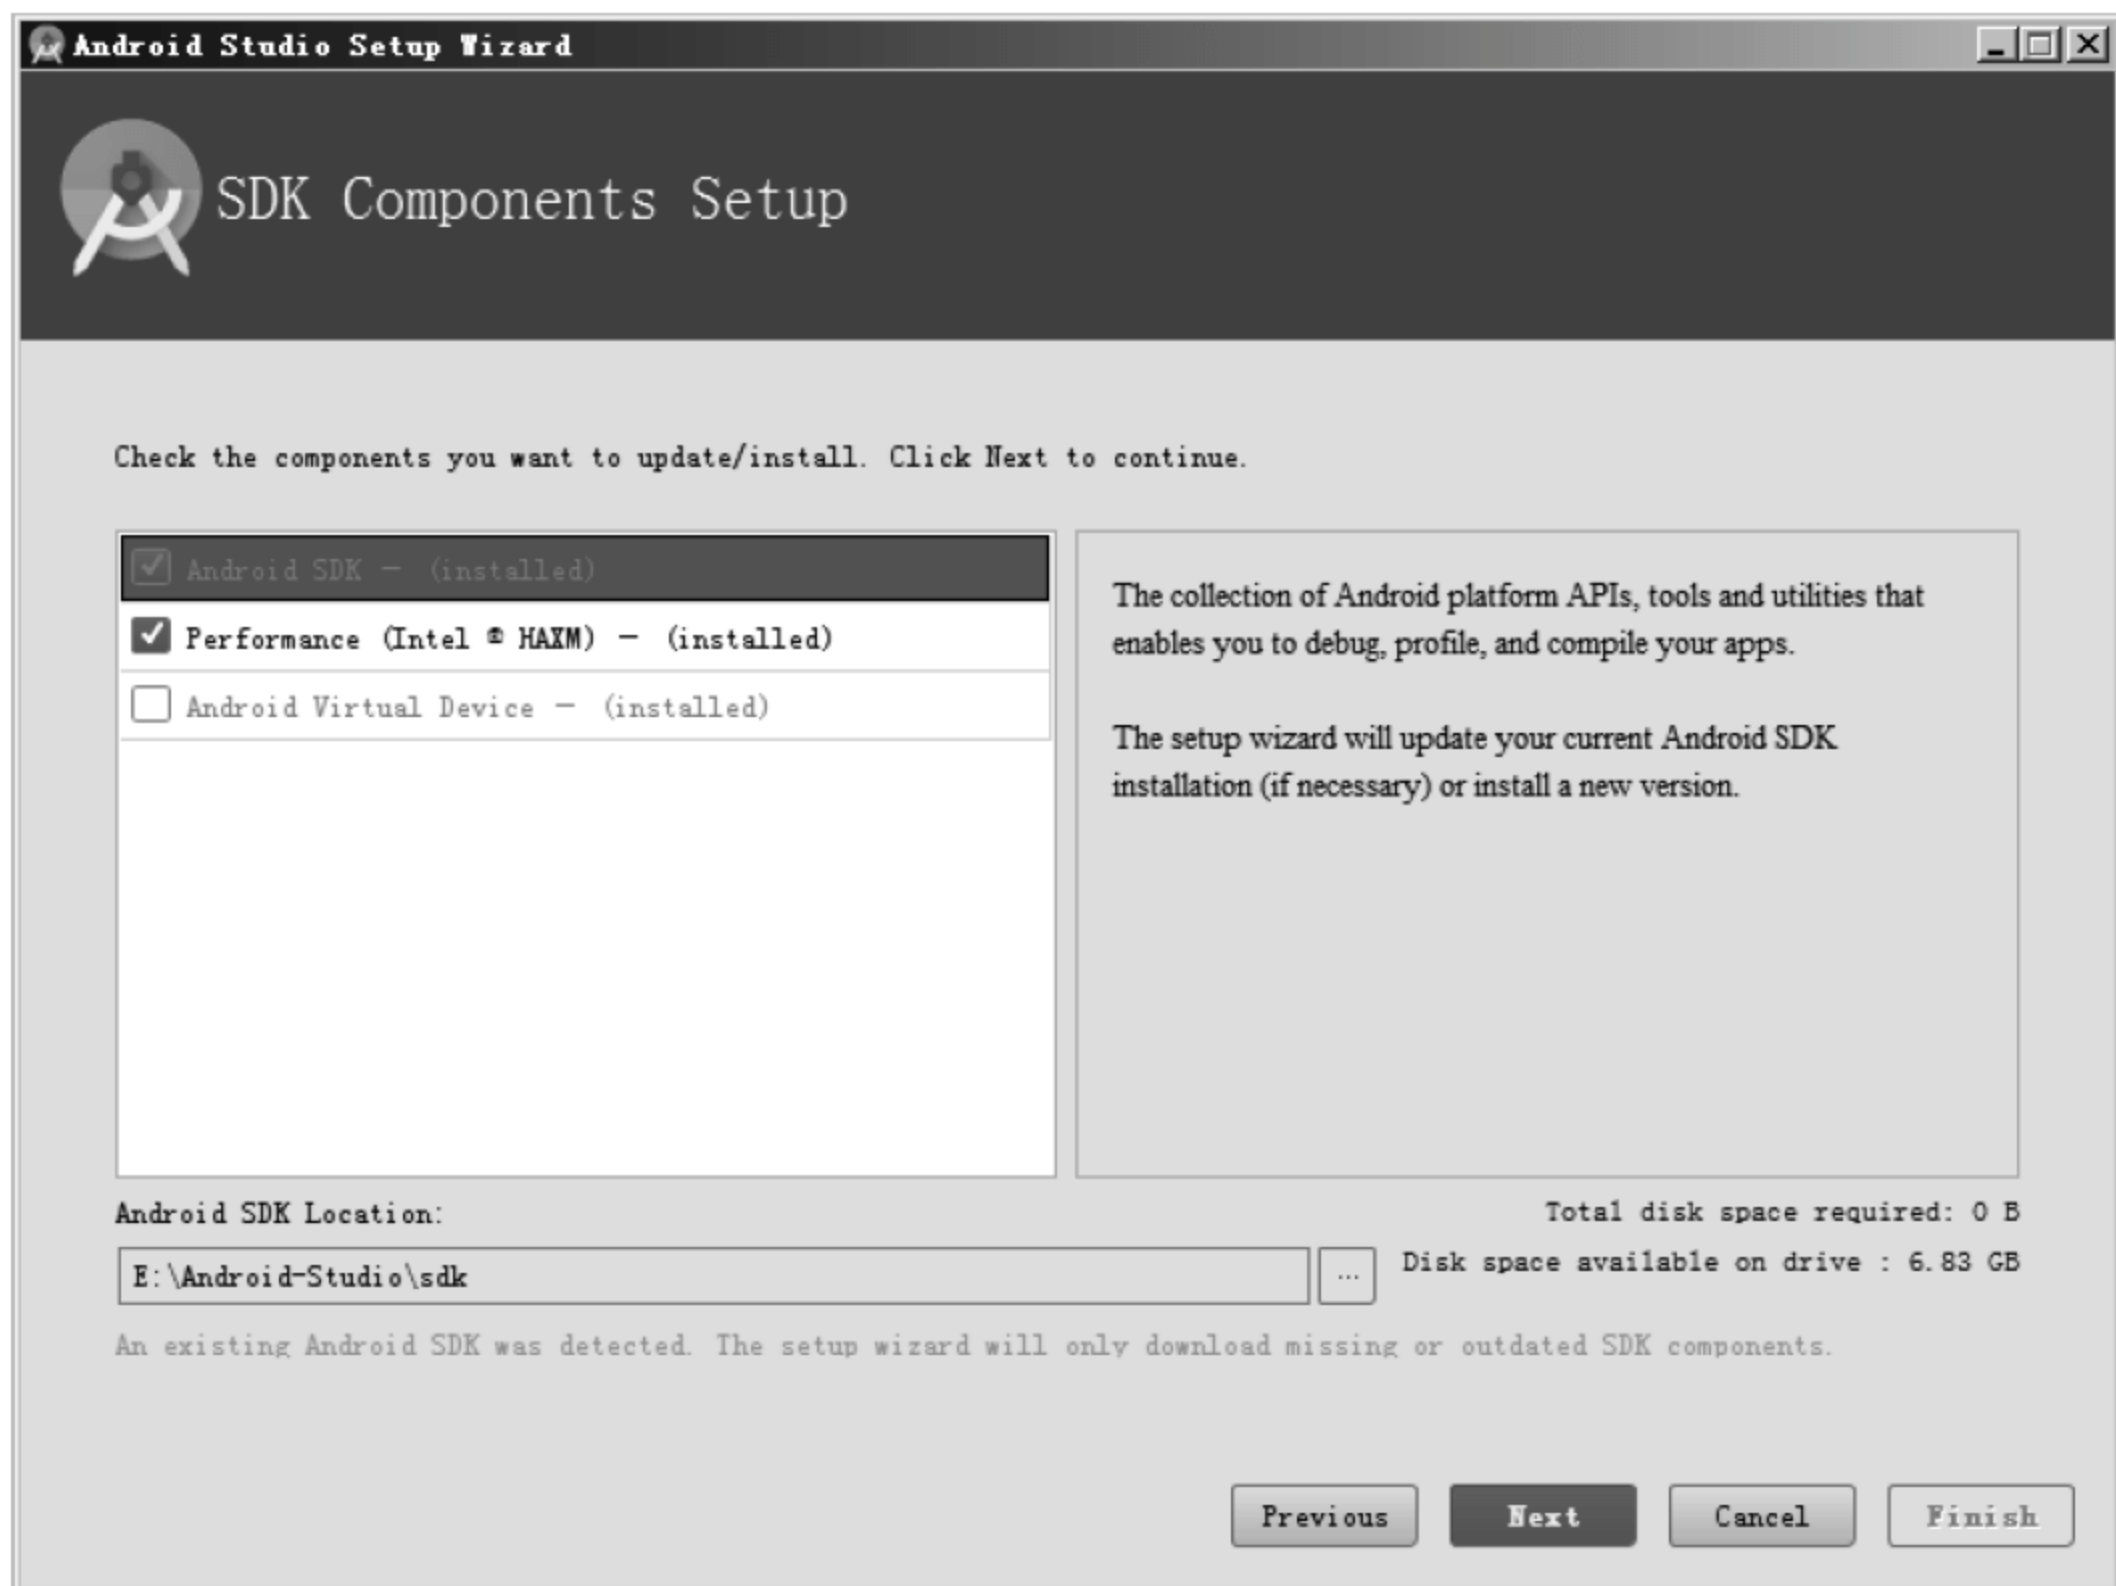 Android Studio Setup Wizard
SDK Components Setup
Check the components you want to update/install. Click Next to continue.
Android SDK — (installed)
Performance (Intel ® HAXM) — (installed)
Android Virtual Device — (installed)
The collection of Android platform APIs, tools and utilities that
enables you to debug, profile, and compile your apps.
The setup wizard will update your current Android SDK
installation (if necessary) or install a new version.
Android SDK Location:
Total disk space required: 0 B
E:\Android-Studio\sdk
...
Disk space available on drive : 6.83 GB
An existing Android SDK was detected. The setup wizard will only download missing or outdated SDK components.
Previous
Next
Cancel
Finish